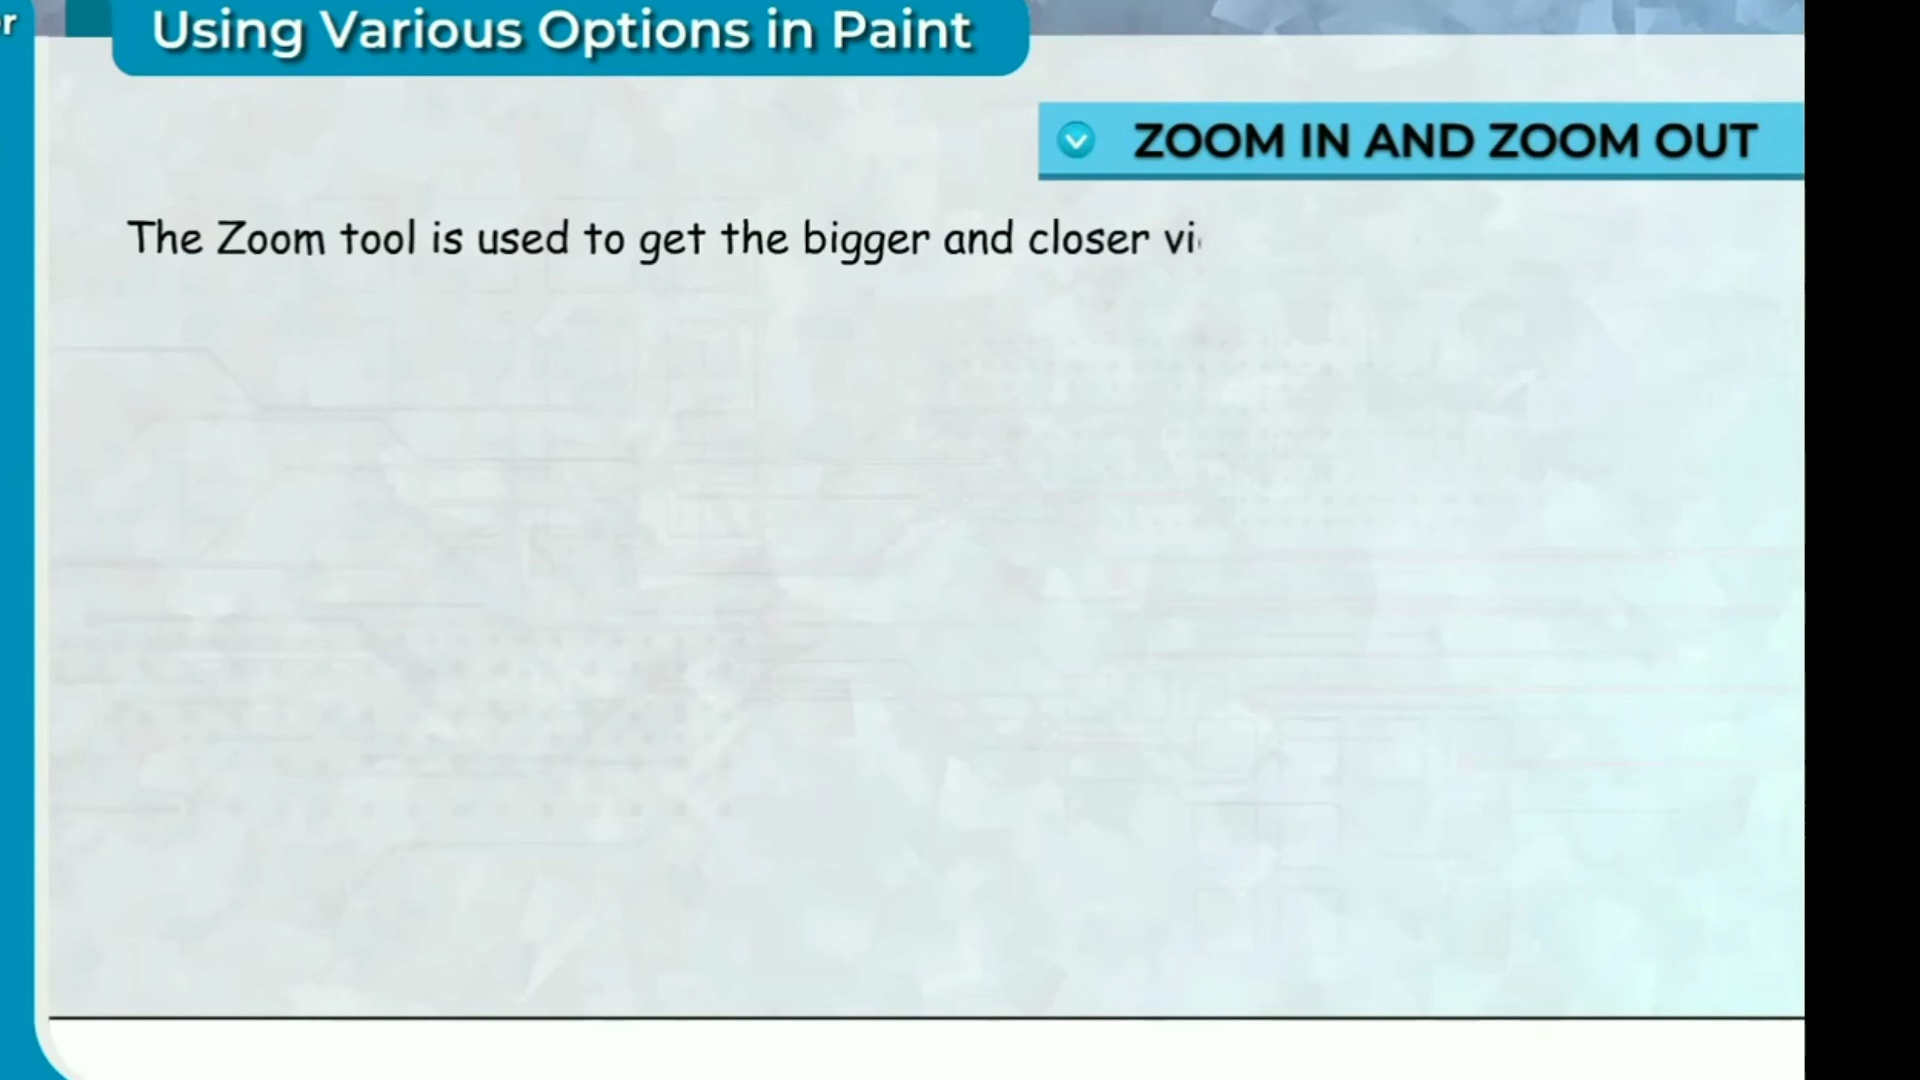 Using Various Options in Paint
ZOOM IN AND ZOOM OUT
The Zoom tool is used to get the bigger and closer